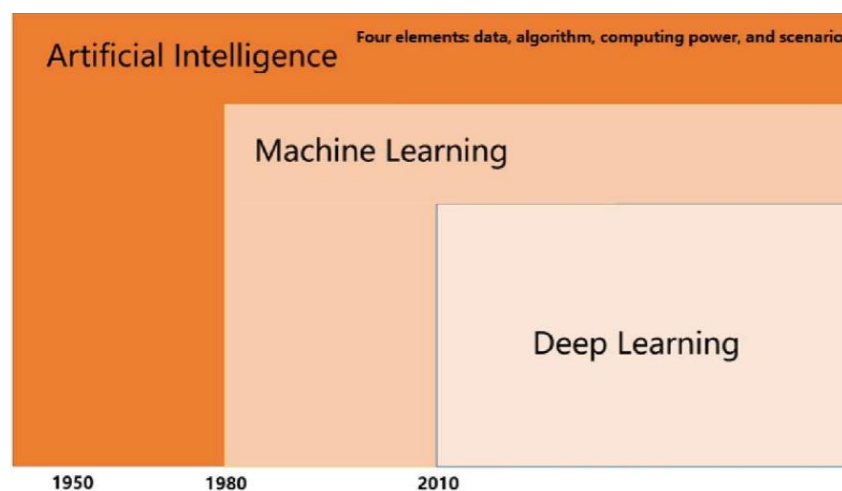 Four elements: data, algorithm, computing power, and scenario
Artificial Intelligence
Machine Learning
Deep Learning
1950 1980 2010